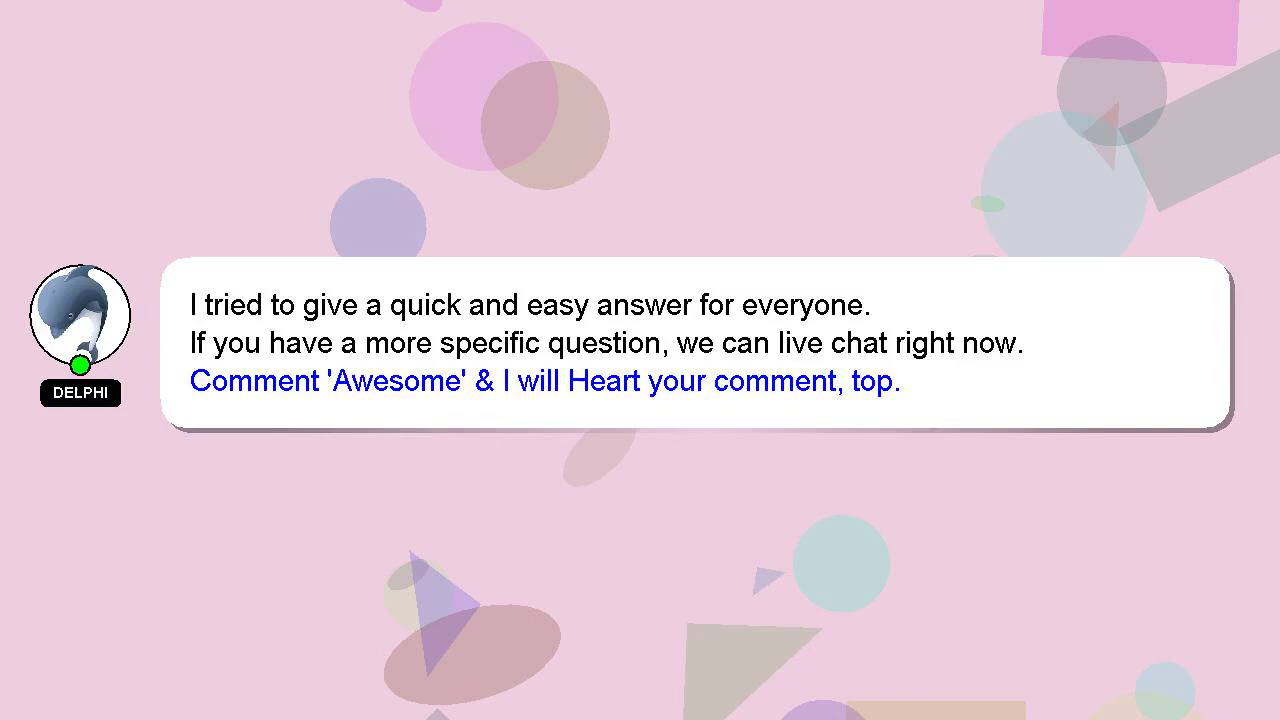 I tried to give a quick and easy answer for everyone.
If you have a more specific question, we can live chat right now.
Comment 'Awesome' & I will Heart your comment, top.
DELPHI